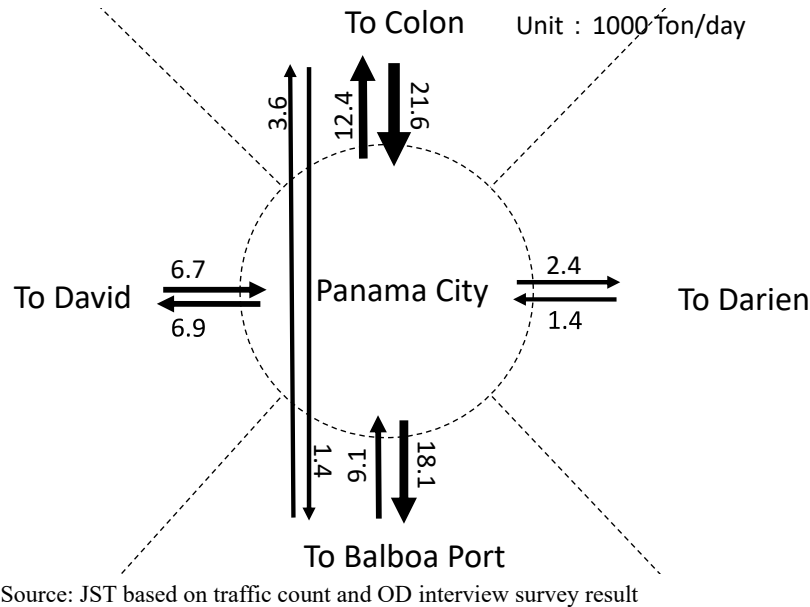 To Colon
Unit : 1000 Ton/day
3.6
12.4
21.6
6.7
2.4
To David
Panama City
To Darien
6.9
1.4
1.4
9.1
18.1
To Balboa Port
Source: JST based on traffic count and OD interview survey result